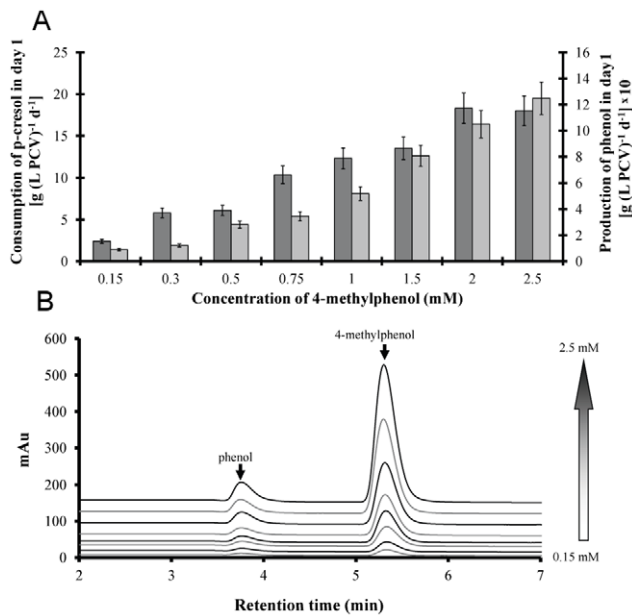 A
Consumption of p-cresol in day 1
[g (L PCV)⁻¹ d⁻¹]
25
20
15
10
5
0
16
14
12
10
8
6
4
2
0
Production of phenol in day1
[g (L PCV)⁻¹ d⁻¹] x 10
0.15 0.3 0.5 0.75 1 1.5 2 2.5
Concentration of 4-methylphenol (mM)
B
mAu
600
500
400
300
200
100
0
4-methylphenol
phenol
2.5 mM
0.15 mM
2 3 4 5 6 7
Retention time (min)